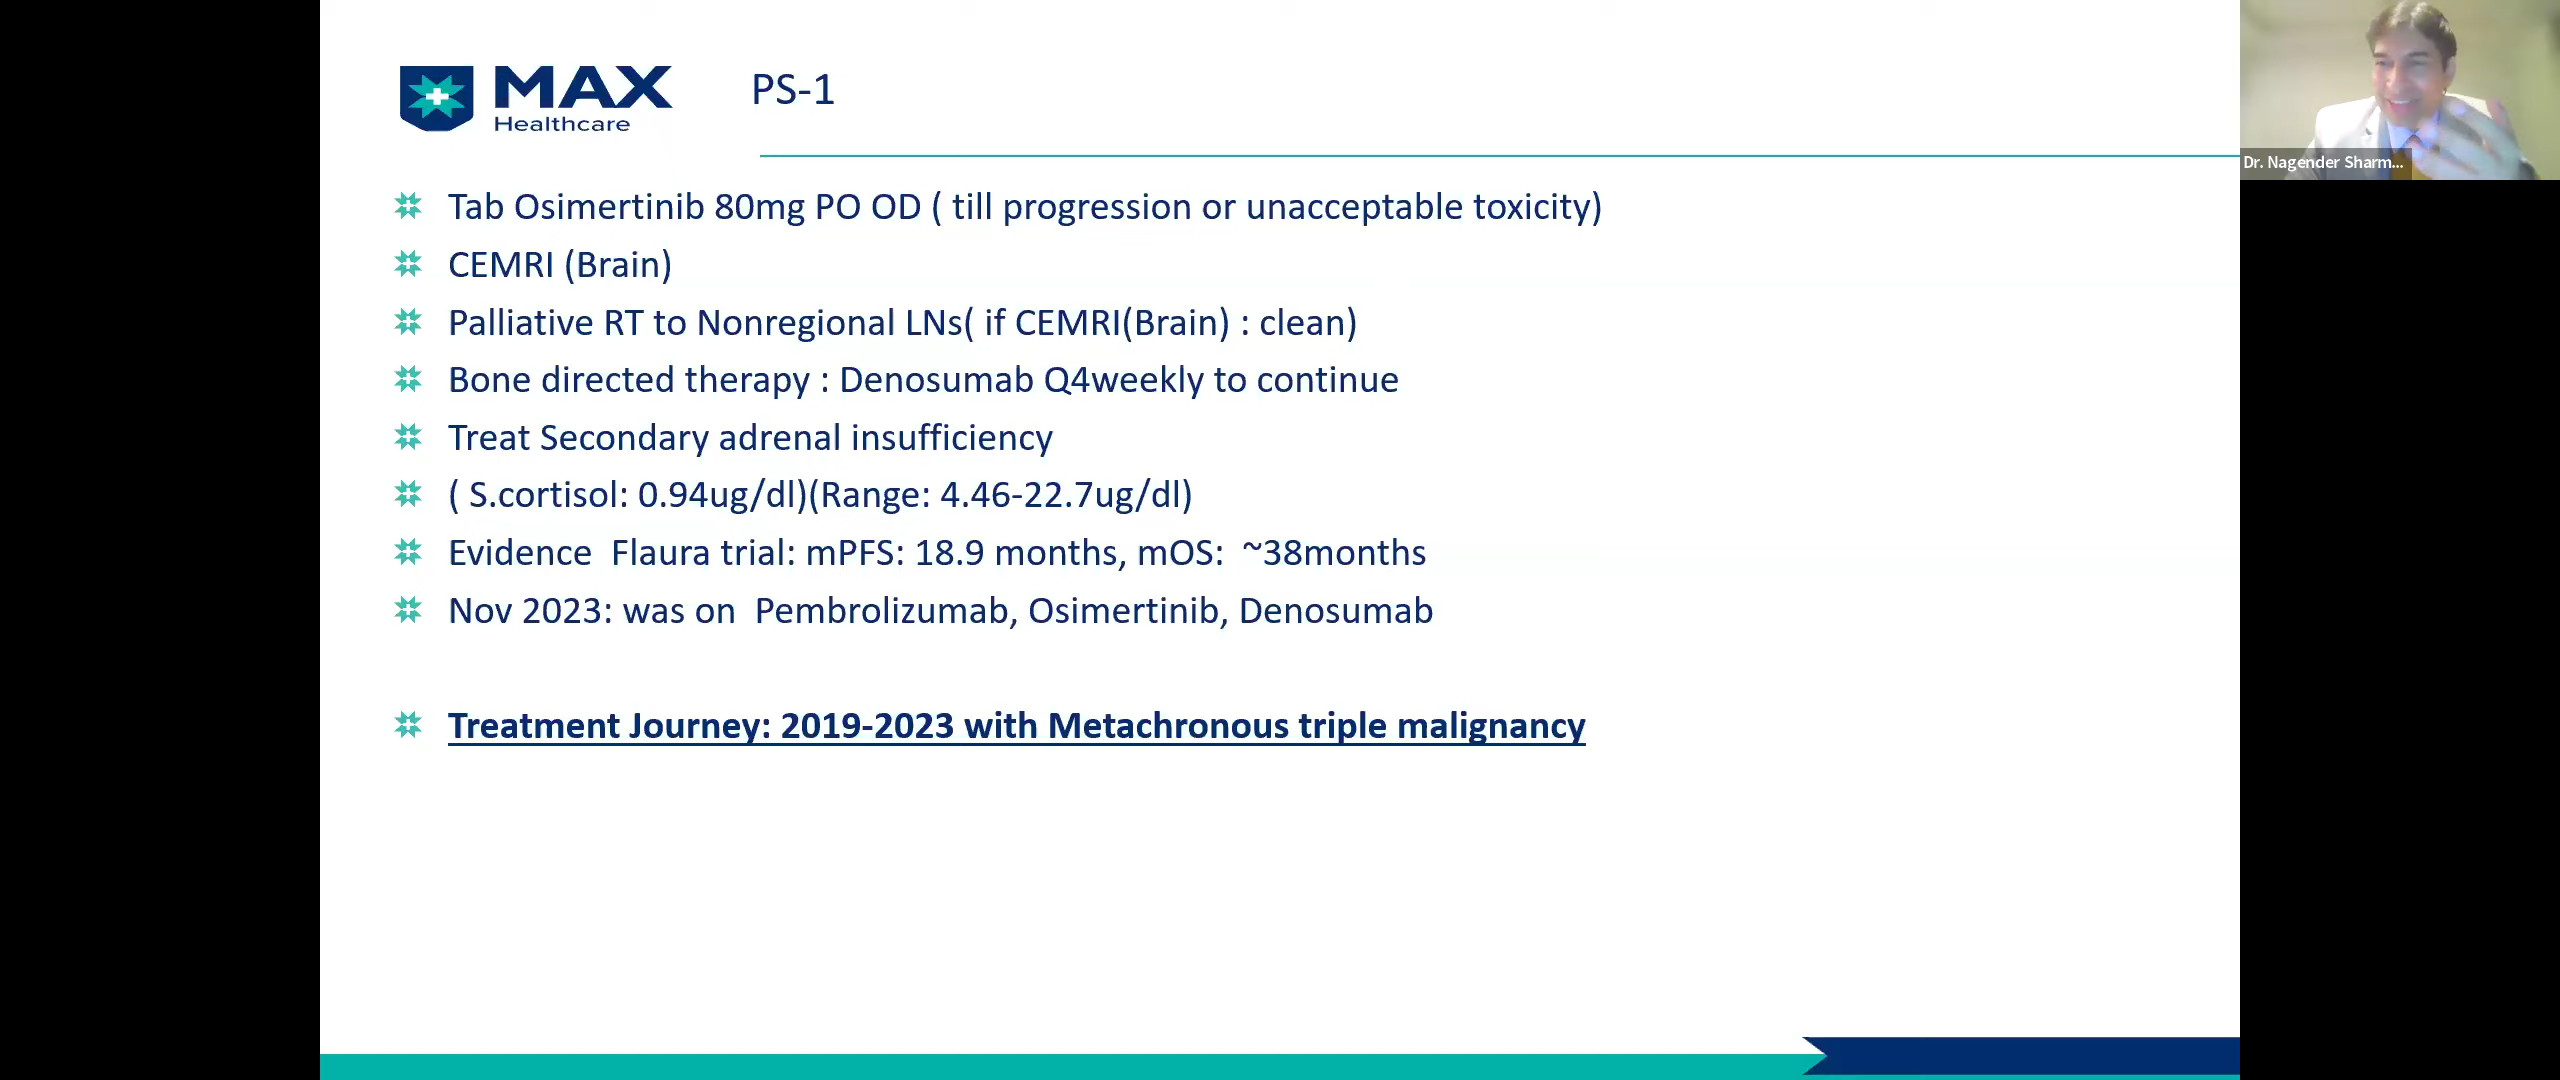 MAX
Healthcare
PS-1
Dr. Nagender Sharm...
Tab Osimertinib 80mg PO OD ( till progression or unacceptable toxicity)
CEMRI (Brain)
Palliative RT to Nonregional LNs( if CEMRI(Brain) : clean)
Bone directed therapy : Denosumab Q4weekly to continue
Treat Secondary adrenal insufficiency
( S.cortisol: 0.94ug/dl)(Range: 4.46-22.7ug/dl)
Evidence  Flaura trial: mPFS: 18.9 months, mOS:  ~38months
Nov 2023: was on  Pembrolizumab, Osimertinib, Denosumab
Treatment Journey: 2019-2023 with Metachronous triple malignancy